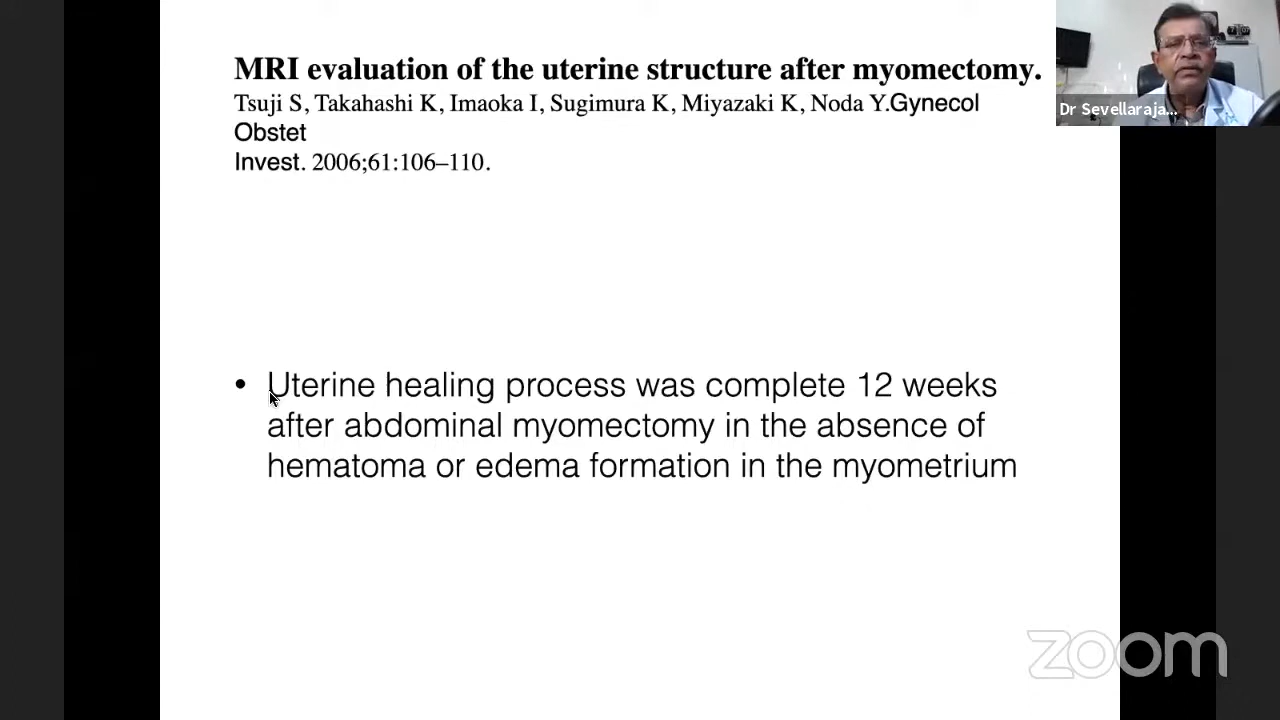 MRI evaluation of the uterine structure after myomectomy.
Tsuji S, Takahashi K, Imaoka I, Sugimura K, Miyazaki K, Noda Y.Gynecol
Obstet
Invest. 2006;61:106–110.
Dr Sevellaraja...
• Uterine healing process was complete 12 weeks
after abdominal myomectomy in the absence of
hematoma or edema formation in the myometrium
zoom